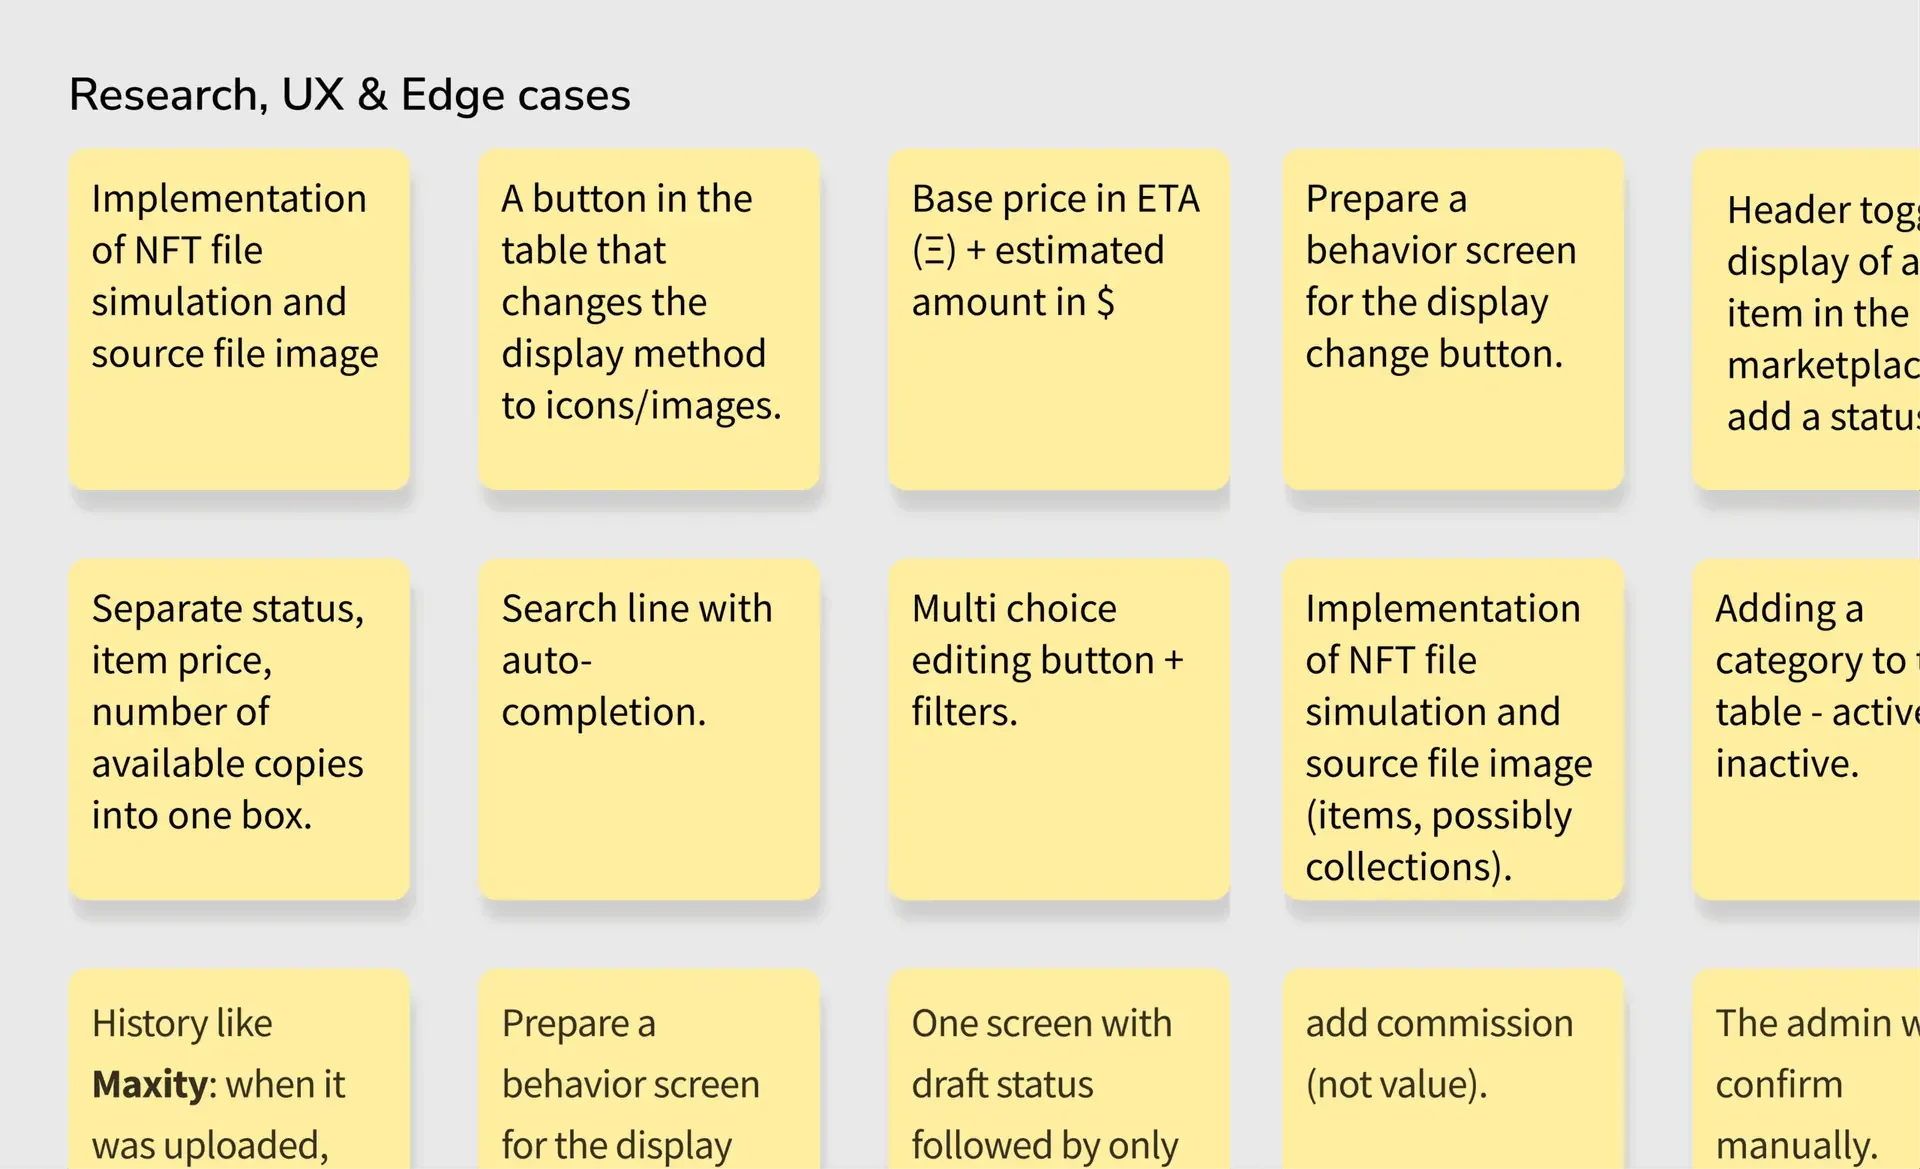 Research, UX & Edge cases
Implementation
of NFT file
simulation and
source file image
A button in the
table that
changes the
display method
to icons/images.
Base price in ETA
(Ξ) + estimated
amount in $
Prepare a
behavior screen
for the display
change button.
Header
display of
item in the
add a
Separate status,
item price,
number of
available copies
into one box.
Search line with
auto-
completion.
Multi choice
editing button +
filters.
Implementation
of NFT file
simulation and
source file image
(items, possibly
collections).
Adding a
category to
table -
inactive.
History like
Maxity: when it
was uploaded,
Prepare a
behavior screen
for the display
One screen with
draft status
followed by only
add commission
(not value).
The admin
confirm
manually.